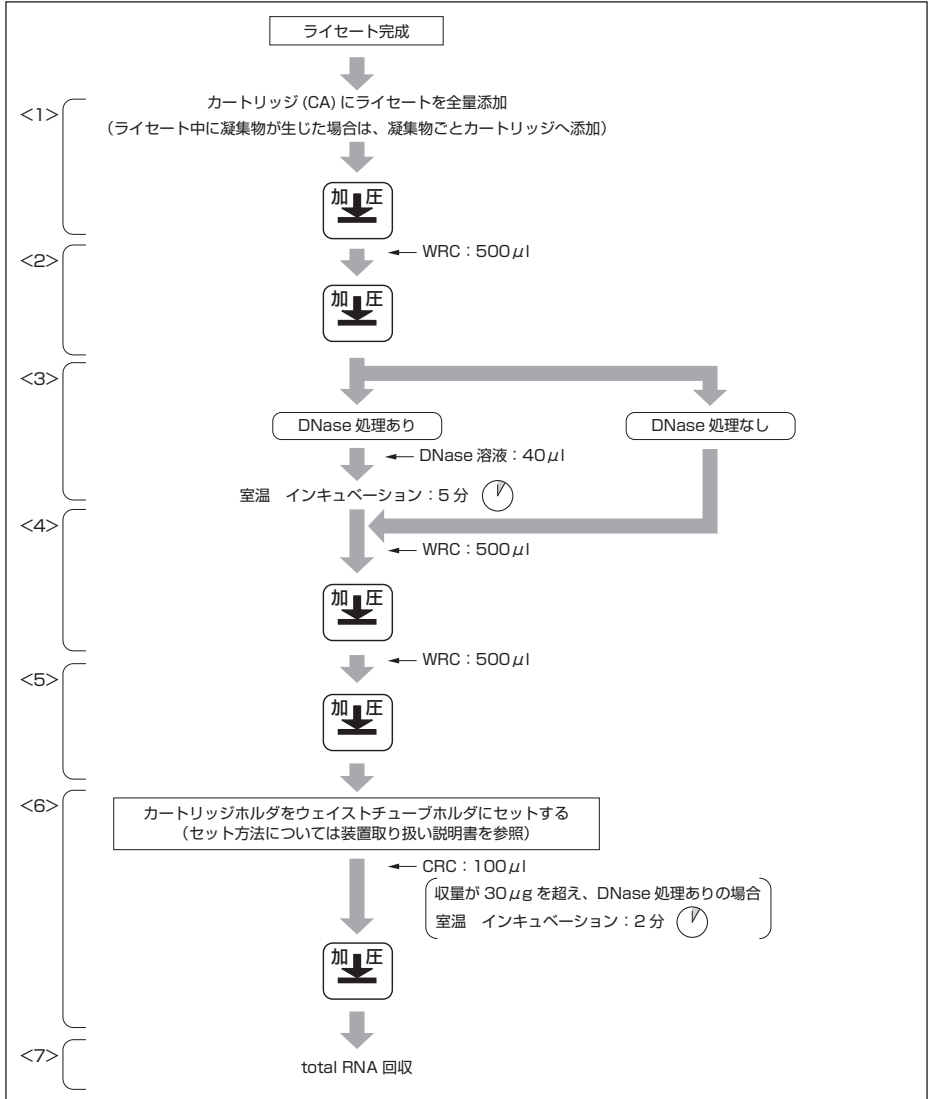 ライセート完成
<1>
カートリッジ (CA) にライセートを全量添加
（ライセート中に凝集物が生じた場合は、凝集物ごとカートリッジへ添加）
加圧
<2>
WRC：500μl
加圧
<3>
DNase 処理あり
DNase 処理なし
DNase 溶液：40μl
室温　インキュベーション：5 分
<4>
WRC：500μl
加圧
WRC：500μl
<5>
加圧
<6>
カートリッジホルダをウェイストチューブホルダにセットする
（セット方法については装置取り扱い説明書を参照）
CRC：100μl
収量が 30μg を超え、DNase 処理ありの場合
室温　インキュベーション：2 分
加圧
<7>
total RNA 回収